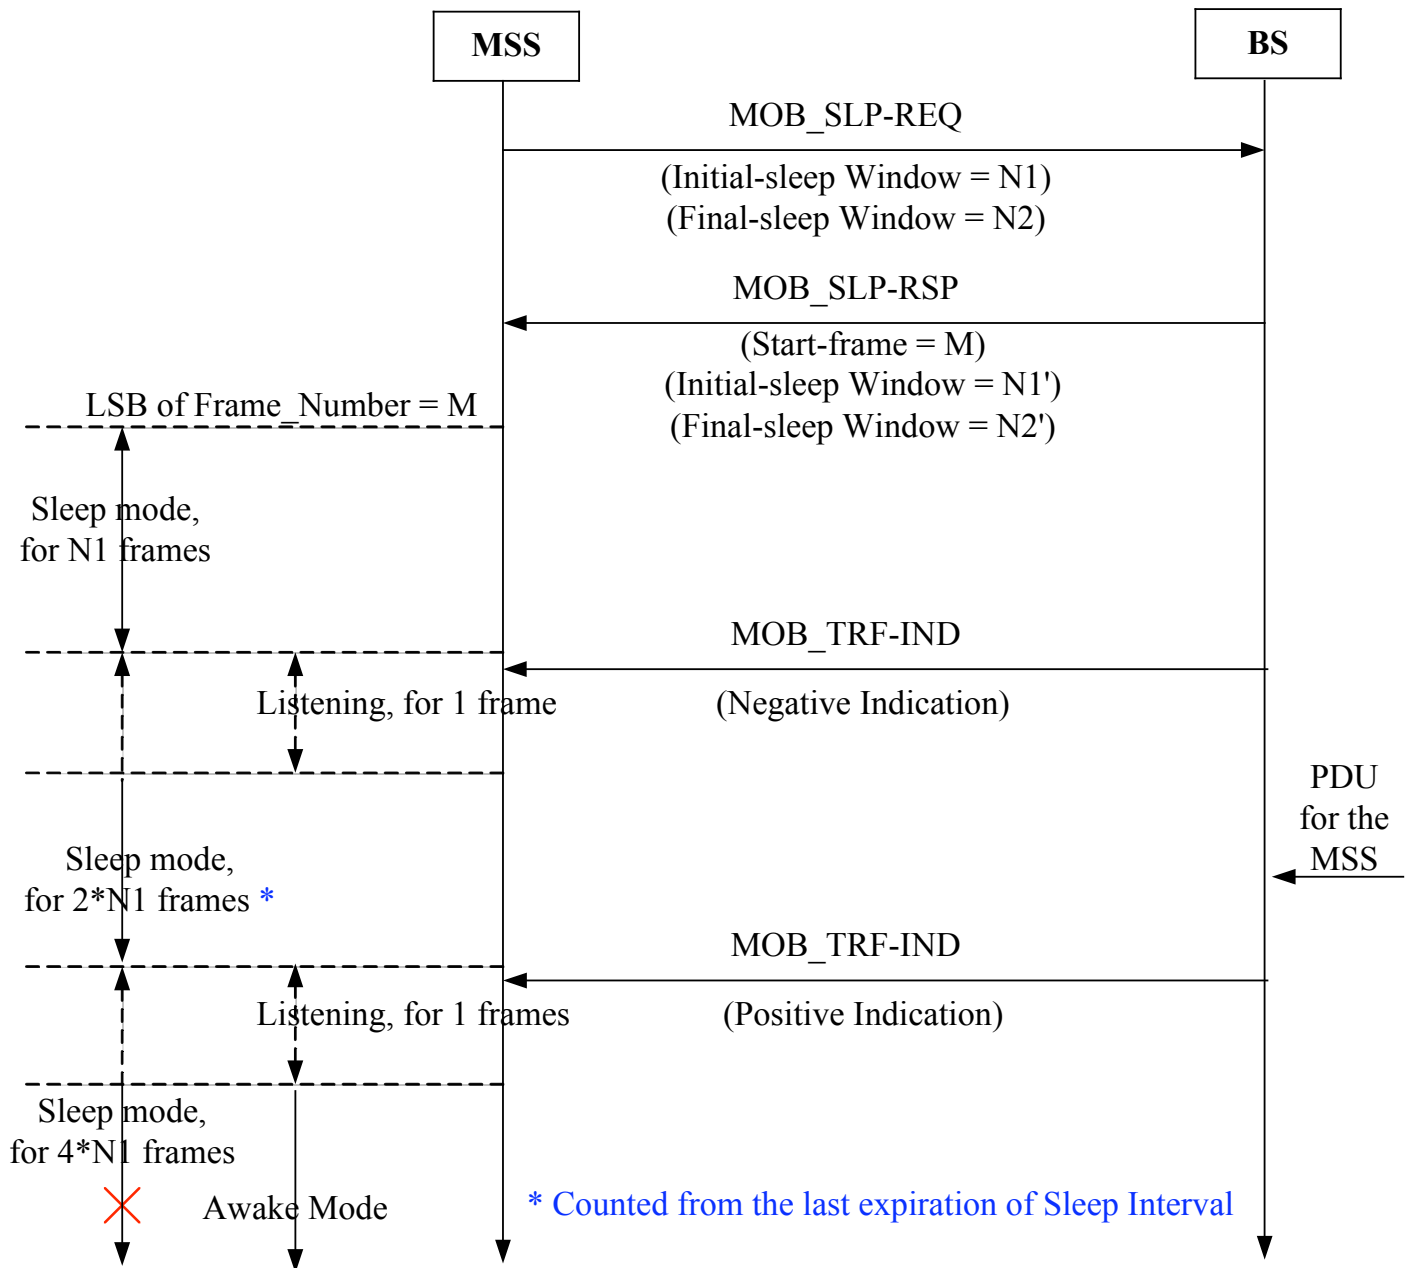 MSS
BS
MOB_SLP-REQ
(Initial-sleep Window = N1)
(Final-sleep Window = N2)
MOB_SLP-RSP
(Start-frame = M)
(Initial-sleep Window = N1')
(Final-sleep Window = N2')
LSB of Frame_Number = M
Sleep mode,
for N1 frames
MOB_TRF-IND
Listening, for 1 frame
(Negative Indication)
PDU
for the
MSS
Sleep mode,
for 2*N1 frames *
MOB_TRF-IND
Listening, for 1 frames
(Positive Indication)
Sleep mode,
for 4*N1 frames
Awake Mode
* Counted from the last expiration of Sleep Interval